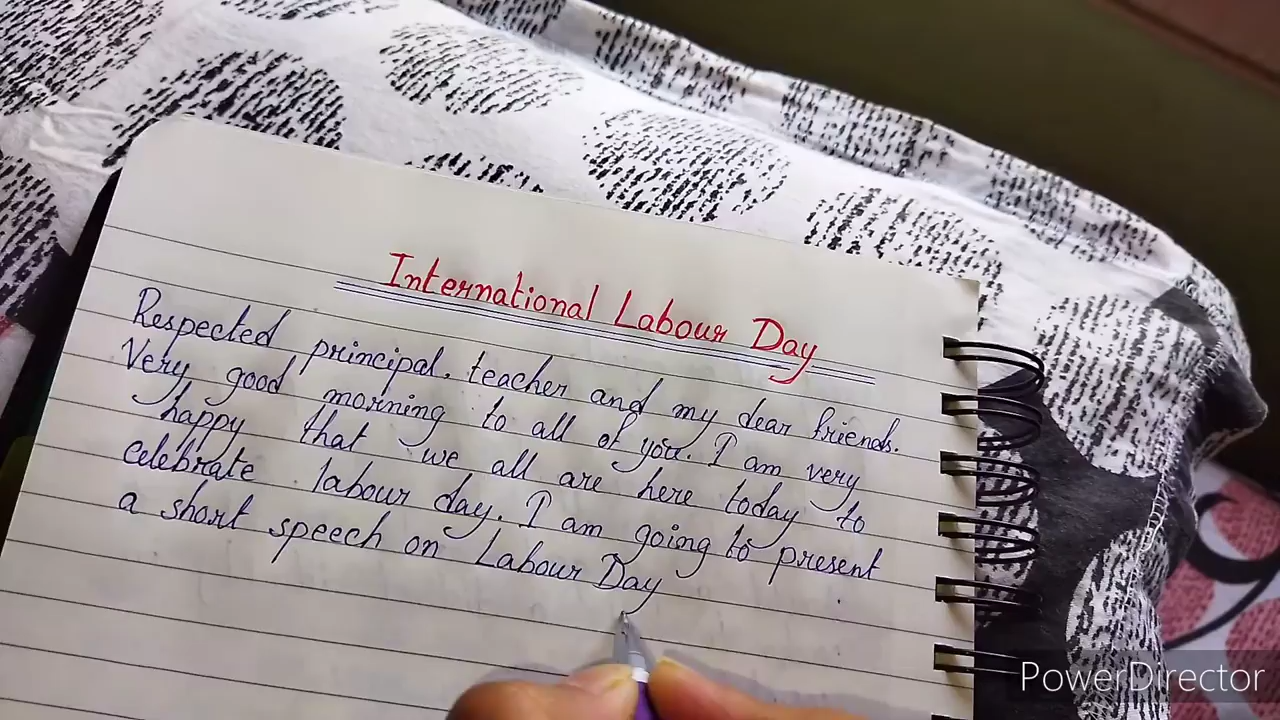 International Labour Day
Respected principal, teacher and my dear friends.
Very good morning to all of you. I am very
happy that we all are here today to
celebrate labour day. I am going to present
a short speech on Labour Day
PowerDirector